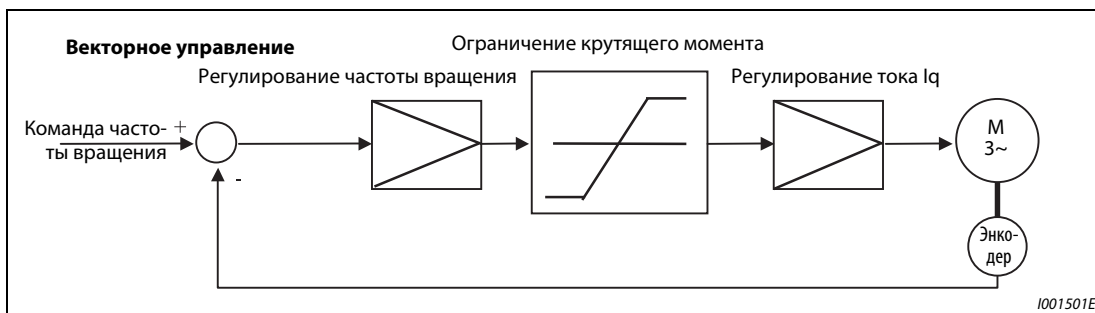 Векторное управление
Ограничение крутящего момента
Регулирование частоты вращения
Регулирование тока Iq
Команда часто-
ты вращения
+
-
M
3~
Энко-
дер
I001501E